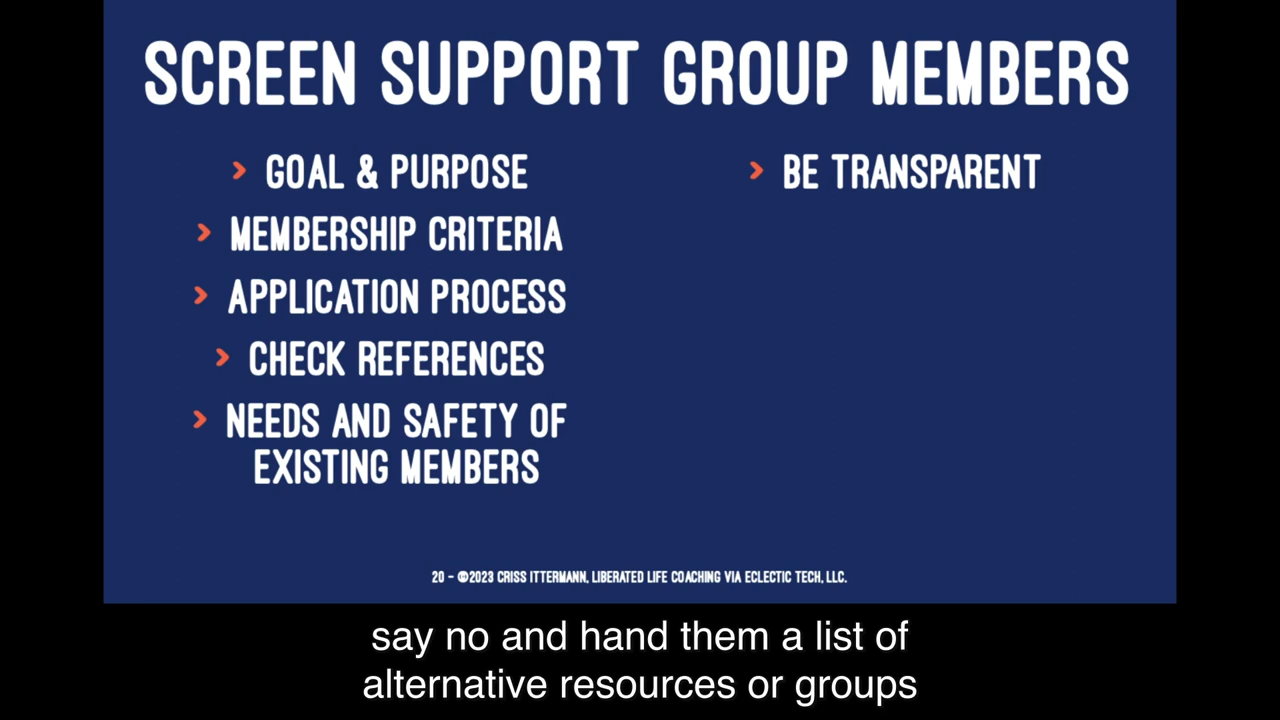 SCREEN SUPPORT GROUP MEMBERS
> GOAL & PURPOSE
> MEMBERSHIP CRITERIA
> APPLICATION PROCESS
> CHECK REFERENCES
> NEEDS AND SAFETY OF
EXISTING MEMBERS
> BE TRANSPARENT
20 - ©2023 CRISS ITTERMANN, LIBERATED LIFE COACHING VIA ECLECTIC TECH, LLC.
say no and hand them a list of
alternative resources or groups